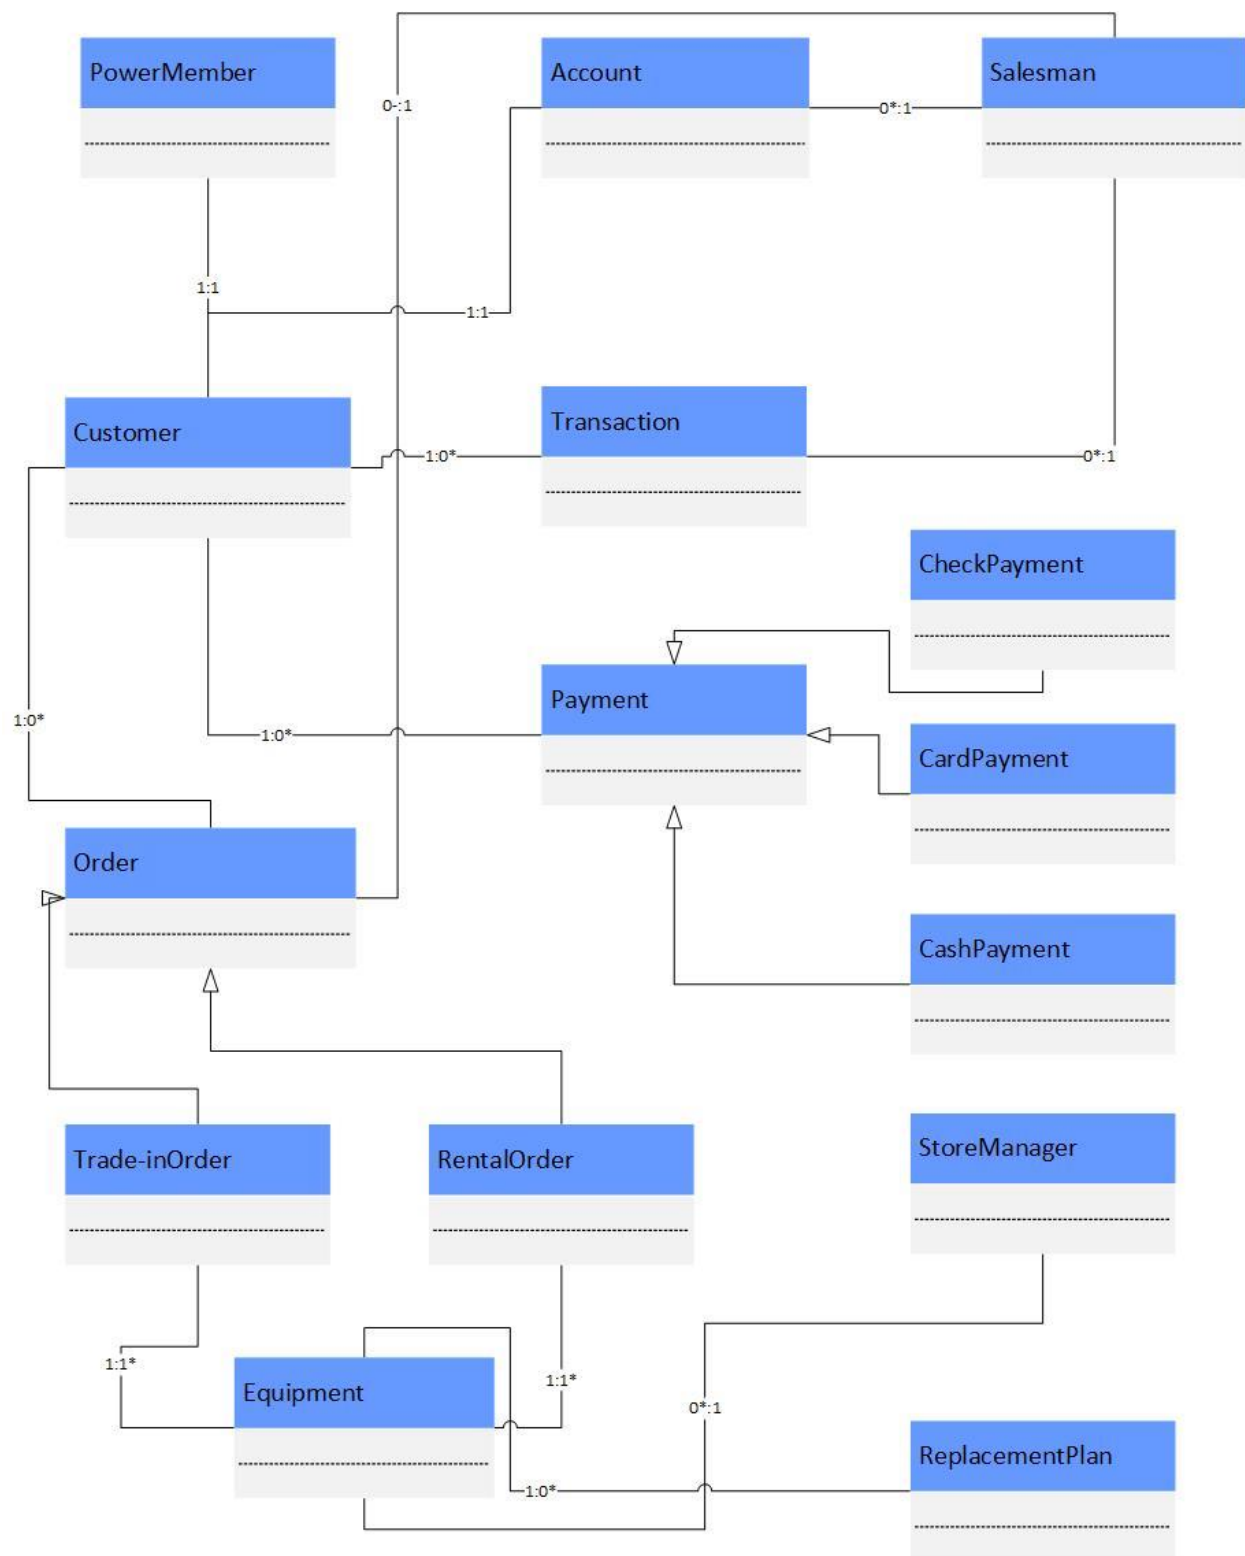 PowerMember
Account
Salesman
0-:1
0*:1
1:1
1:1
Customer
Transaction
1:0*
0*:1
CheckPayment
Payment
1:0*
1:0*
CardPayment
Order
CashPayment
Trade-inOrder
RentalOrder
StoreManager
1:1*
Equipment
1:1*
0*:1
ReplacementPlan
1:0*